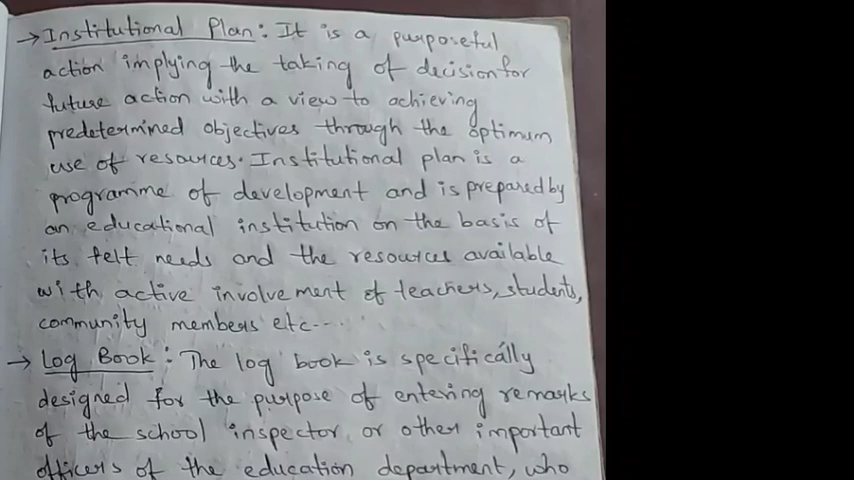 → Institutional Plan: It is a purposeful
action implying the taking of decision for
future action with a view to achieving
predetermined objectives through the optimum
use of resources. Institutional plan is a
programme of development and is prepared by
an educational institution on the basis of
its felt needs and the resources available
with active involvement of teachers, students,
community members etc...
→ Log Book: The log book is specifically
designed for the purpose of entering remarks
of the school inspector or other important
officers of the education department, who